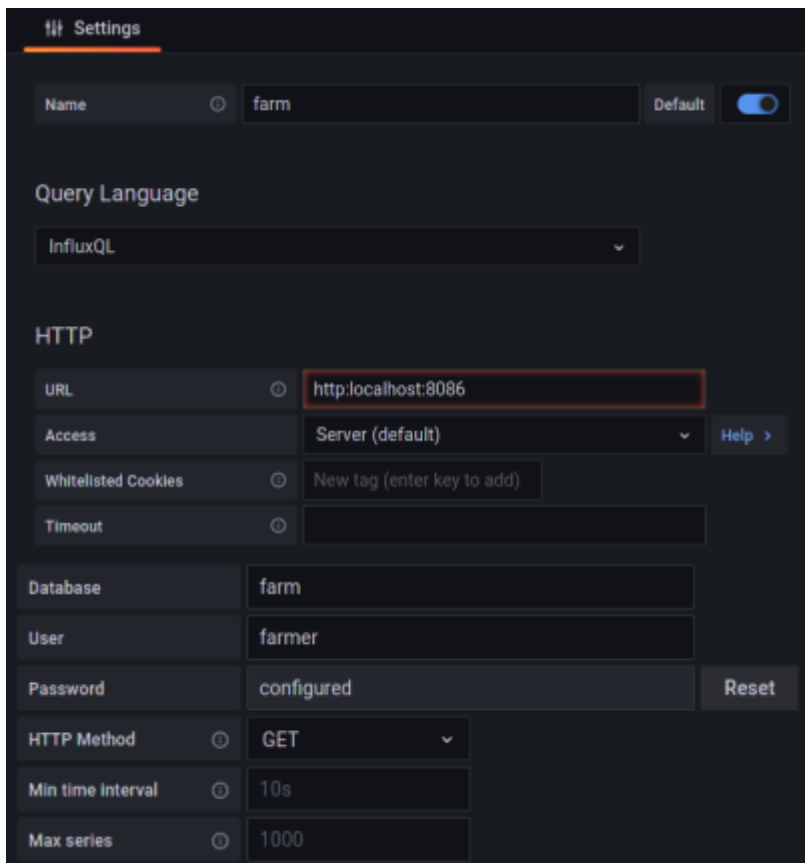 Settings
Name farm Default
Query Language
InfluxQL
HTTP
URL http:localhost:8086
Access Server (default) Help >
Whitelisted Cookies New tag (enter key to add)
Timeout
Database farm
User farmer
Password configured Reset
HTTP Method GET
Min time interval 10s
Max series 1000